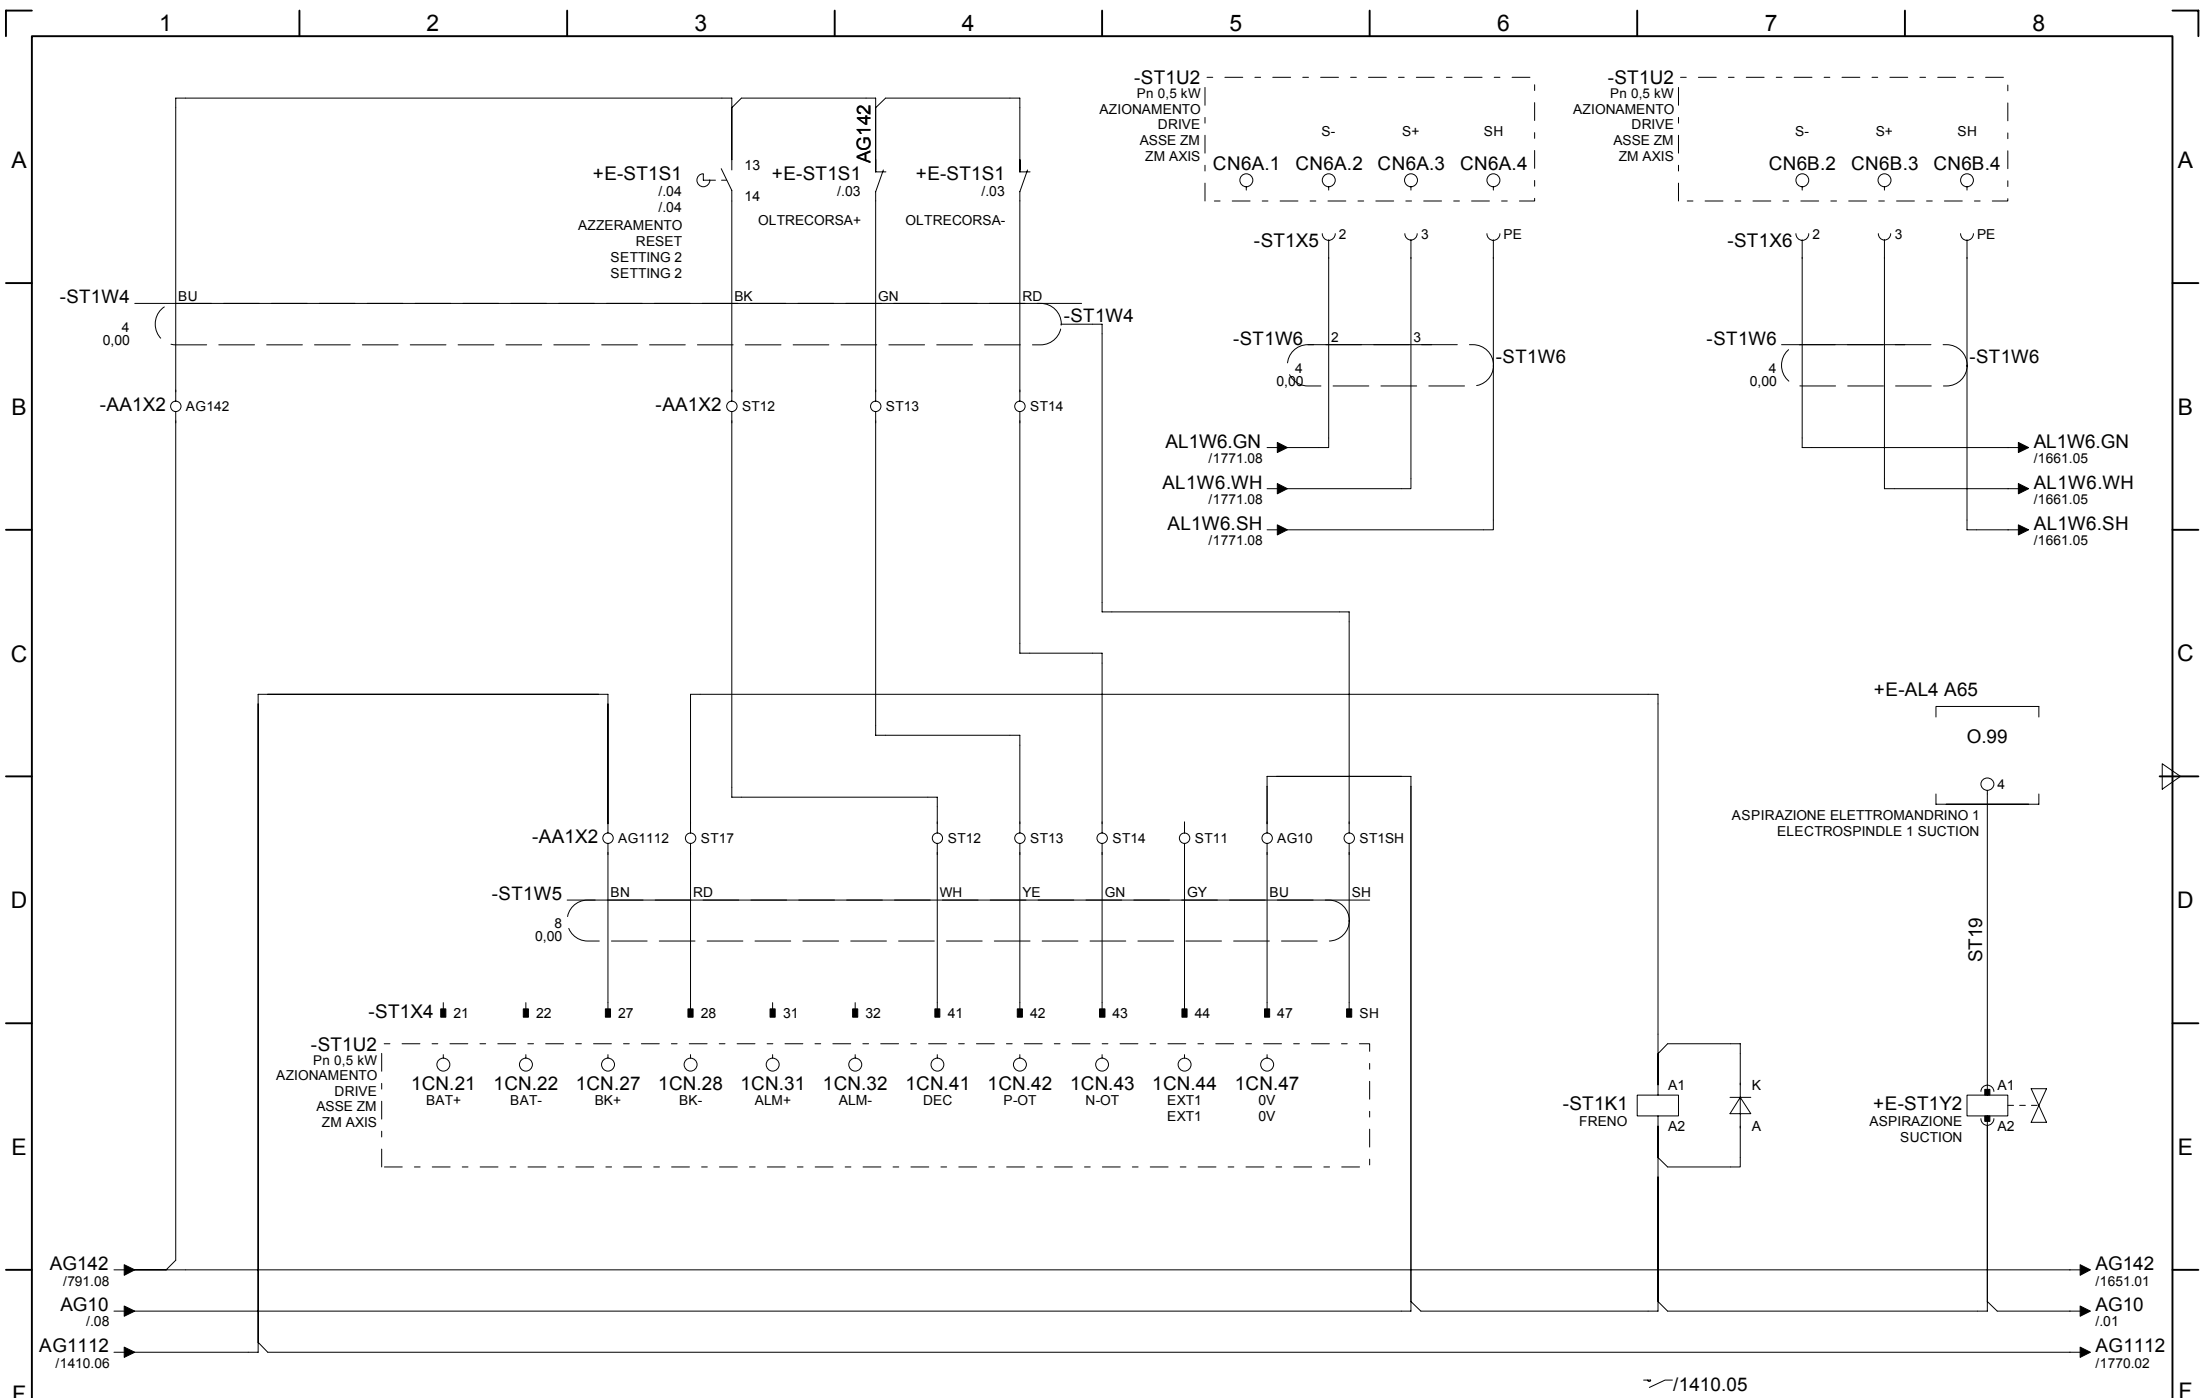 1 2 3 4 5 6 7 8
A
-ST1U2
Pn 0,5 kW
AZIONAMENTO
DRIVE
ASSE ZM
ZM AXIS
S- S+ SH
CN6A.1 CN6A.2 CN6A.3 CN6A.4
-ST1U2
Pn 0,5 kW
AZIONAMENTO
DRIVE
ASSE ZM
ZM AXIS
S- S+ SH
CN6B.2 CN6B.3 CN6B.4
A
AG142
+E-ST1S1
/.04
/.04
AZZERAMENTO
RESET
SETTING 2
SETTING 2
13
14
+E-ST1S1
/.03
OLTRECORSA+
+E-ST1S1
/.03
OLTRECORSA-
-ST1X5 2 3 PE
-ST1X6 2 3 PE
-ST1W4
4
0,00
BU BK GN RD
-ST1W4
-ST1W6
4
0,00
2 3
-ST1W6
-ST1W6
4
0,00
-ST1W6
B
-AA1X2 AG142
-AA1X2 ST12 ST13 ST14
B
AL1W6.GN
/1771.08
AL1W6.WH
/1771.08
AL1W6.SH
/1771.08
AL1W6.GN
/1661.05
AL1W6.WH
/1661.05
AL1W6.SH
/1661.05
C
C
+E-AL4 A65
O.99
4
ASPIRAZIONE ELETTROMANDRINO 1
ELECTROSPINDLE 1 SUCTION
-AA1X2 AG1112 ST17 ST12 ST13 ST14 ST11 AG10 ST1SH
D
-ST1W5
8
0,00
BN RD WH YE GN GY BU SH
D
ST19
-ST1X4 21 22 27 28 31 32 41 42 43 44 47 SH
-ST1U2
Pn 0,5 kW
AZIONAMENTO
DRIVE
ASSE ZM
ZM AXIS
1CN.21 1CN.22 1CN.27 1CN.28 1CN.31 1CN.32 1CN.41 1CN.42 1CN.43 1CN.44 1CN.47
BAT+ BAT- BK+ BK- ALM+ ALM- DEC P-OT N-OT EXT1 0V
EXT1 0V
-ST1K1
FRENO
A1
A2
K
A
+E-ST1Y2
ASPIRAZIONE
SUCTION
A1
A2
E
E
AG142
/791.08
AG10
/.08
AG1112
/1410.06
AG142
/1651.01
AG10
/.01
AG1112
/1770.02
/1410.05
F
F